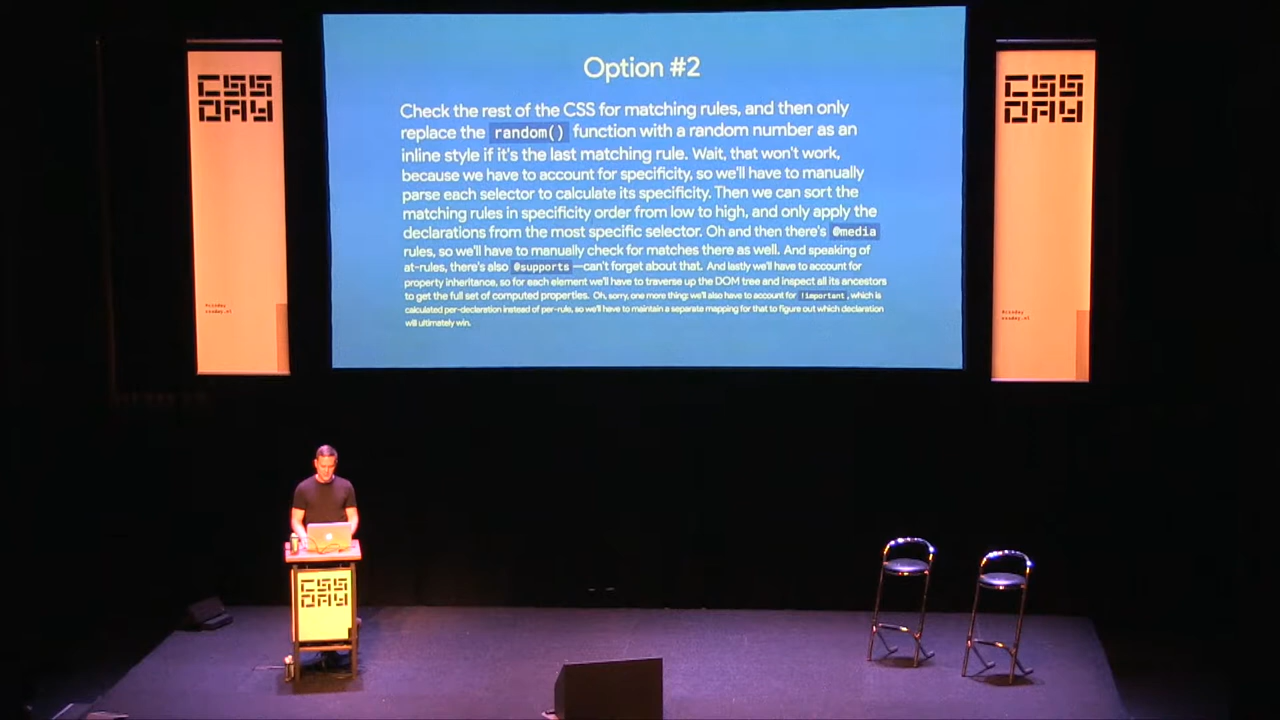 Option #2
Check the rest of the CSS for matching rules, and then only
replace the random() function with a random number as an
inline style if it's the last matching rule. Wait, that won't work,
because we have to account for specificity, so we'll have to manually
parse each selector to calculate its specificity. Then we can sort the
matching rules in specificity order from low to high, and only apply the
declarations from the most specific selector. Oh and then there's @media
rules, so we'll have to manually check for matches there as well. And speaking of
at-rules, there's also @supports—can't forget about that. And lastly we'll have to account for
property inheritance, so for each element we'll have to traverse up the DOM tree and inspect all its ancestors
to get the full set of computed properties. Oh, sorry, one more thing: we'll also have to account for !important, which is
calculated per-declaration instead of per-rule, so we'll have to maintain a separate mapping for that to figure out which declaration
will ultimately win.
CSS
DAY
#cssday
cssday.nl
CSS
DAY
#cssday
cssday.nl
CSS
DAY